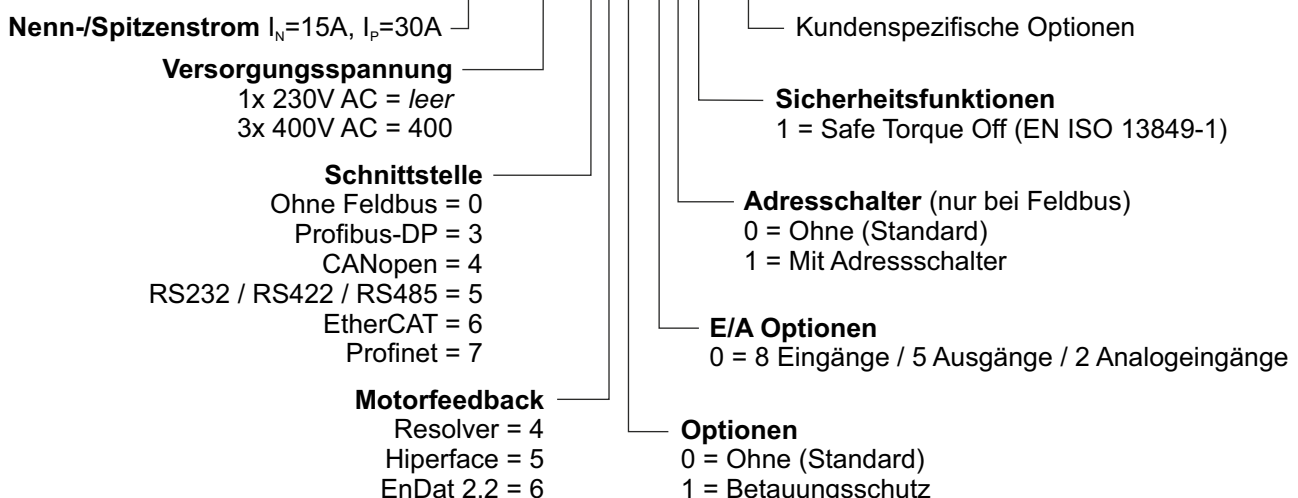 Nenn-/Spitzenstrom IN=15A, IP=30A
Versorgungsspannung
1x 230V AC = leer
3x 400V AC = 400
Schnittstelle
Ohne Feldbus = 0
Profibus-DP = 3
CANopen = 4
RS232 / RS422 / RS485 = 5
EtherCAT = 6
Profinet = 7
Motorfeedback
Resolver = 4
Hiperface = 5
EnDat 2.2 = 6
Kundenspezifische Optionen
Sicherheitsfunktionen
1 = Safe Torque Off (EN ISO 13849-1)
Adresschalter (nur bei Feldbus)
0 = Ohne (Standard)
1 = Mit Adressschalter
E/A Optionen
0 = 8 Eingänge / 5 Ausgänge / 2 Analogeingänge
Optionen
0 = Ohne (Standard)
1 = Betauungsschutz